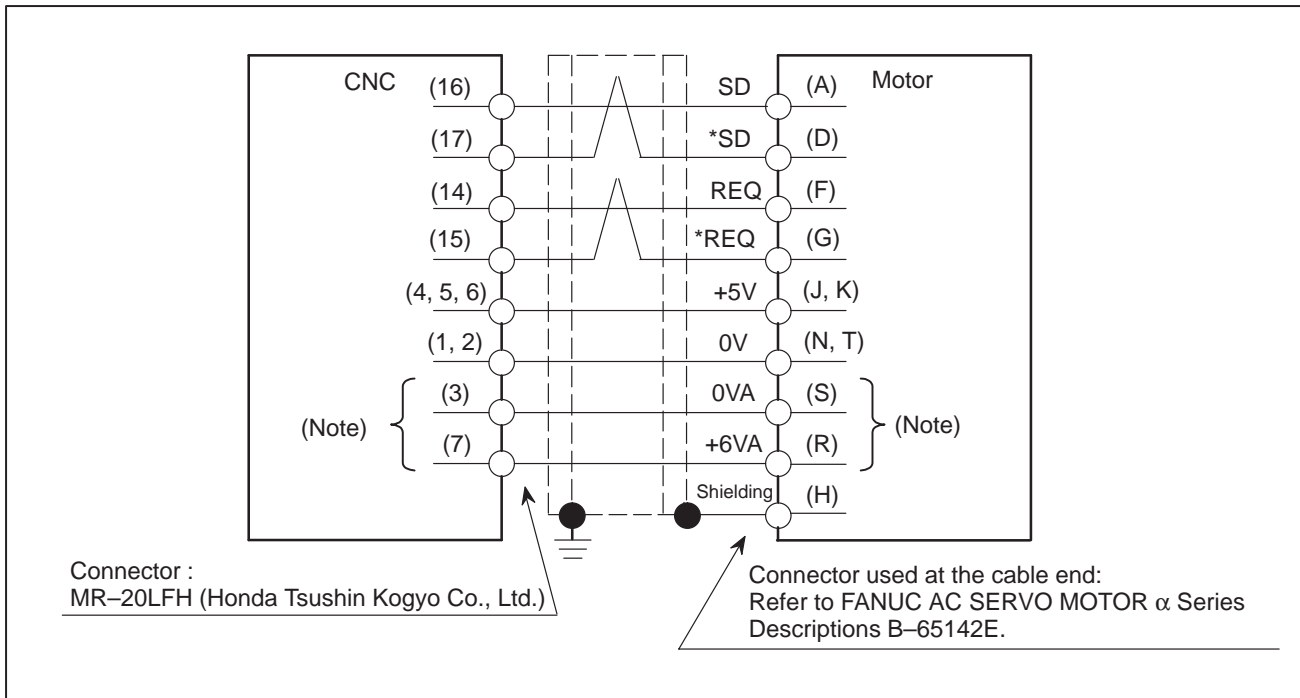 CNC (16) SD (A) Motor
(17) *SD (D)
(14) REQ (F)
(15) *REQ (G)
(4, 5, 6) +5V (J, K)
(1, 2) 0V (N, T)
(3) 0VA (S)
(Note) (Note)
(7) +6VA (R)
Shielding (H)
Connector :
MR–20LFH (Honda Tsushin Kogyo Co., Ltd.)
Connector used at the cable end:
Refer to FANUC AC SERVO MOTOR α Series
Descriptions B–65142E.